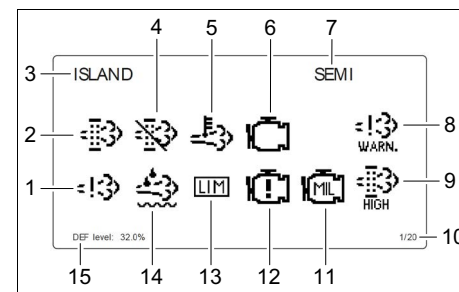 4 5 6 7
3 ISLAND SEMI
2 WARN. 8
1 LIM MIL HIGH 9
DEF level: 32.0% 1/20 10
15 14 13 12 11